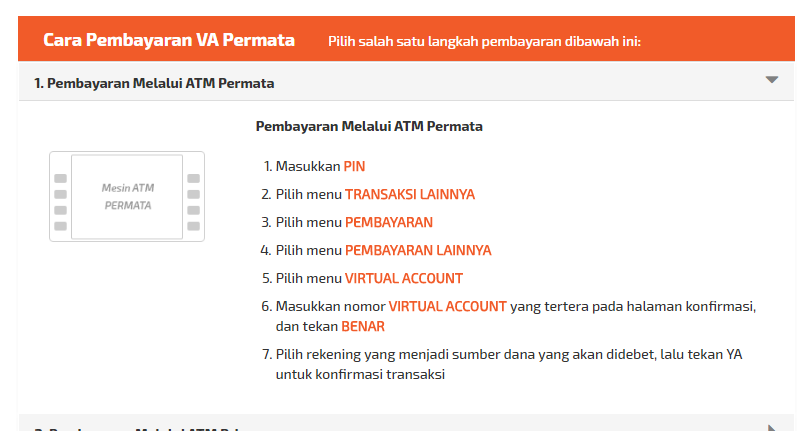 Cara Pembayaran VA Permata Pilih salah satu langkah pembayaran dibawah ini:
1. Pembayaran Melalui ATM Permata
Pembayaran Melalui ATM Permata
Mesin ATM
PERMATA
1. Masukkan PIN
2. Pilih menu TRANSAKSI LAINNYA
3. Pilih menu PEMBAYARAN
4. Pilih menu PEMBAYARAN LAINNYA
5. Pilih menu VIRTUAL ACCOUNT
6. Masukkan nomor VIRTUAL ACCOUNT yang tertera pada halaman konfirmasi,
dan tekan BENAR
7. Pilih rekening yang menjadi sumber dana yang akan didebet, lalu tekan YA
untuk konfirmasi transaksi